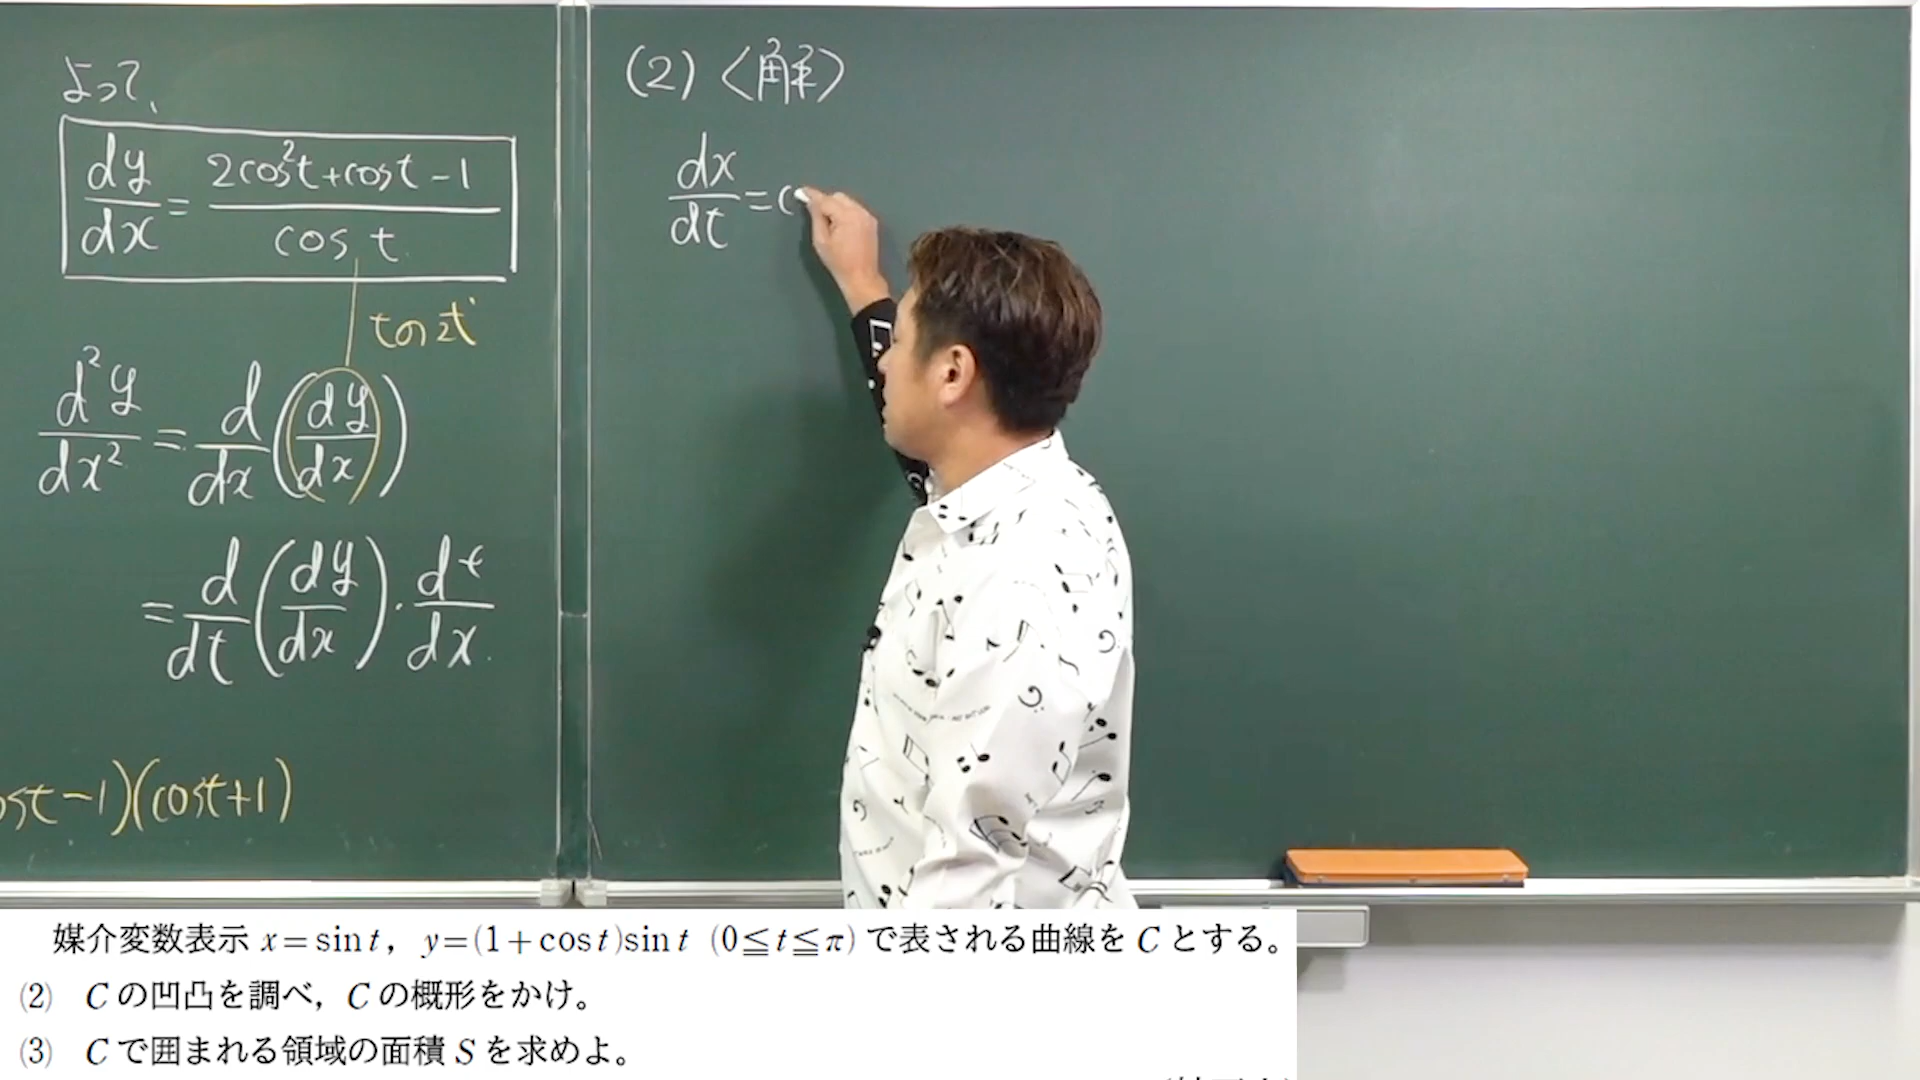 よって、
dy/dx = (2cos²t+cost-1)/(cos t)
tの式
d²y/dx² = d/dx (dy/dx)
= d/dt (dy/dx)・dt/dx
ost-1)(cost+1)
(2)〈解〉
dx/dt = c
媒介変数表示 x=sin t，y=(1+cos t)sin t (0≦t≦π) で表される曲線を C とする。
(2) C の凹凸を調べ，C の概形をかけ。
(3) C で囲まれる領域の面積 S を求めよ。